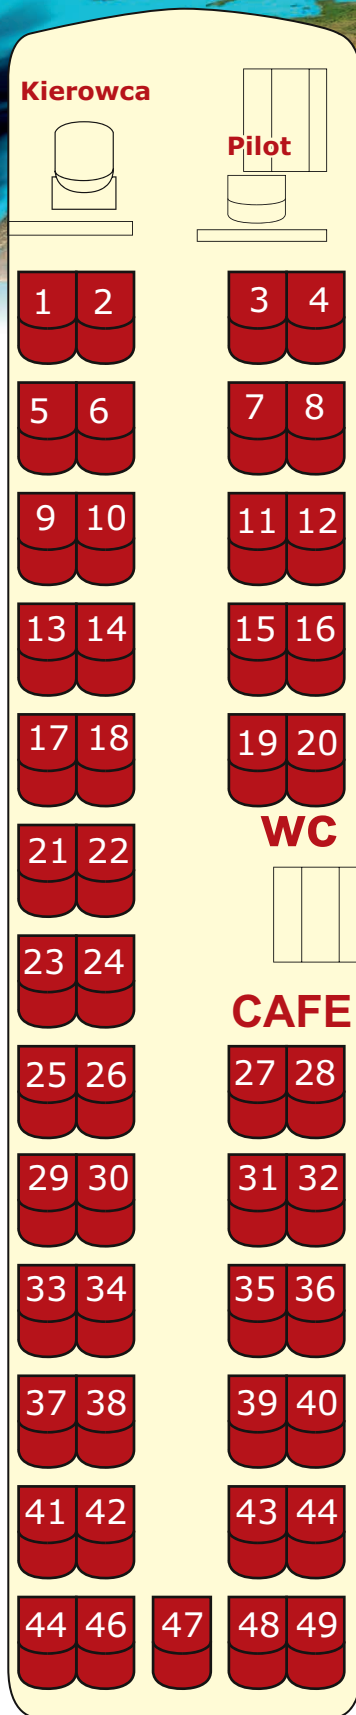 Kierowca
Pilot
1 2 3 4
5 6 7 8
9 10 11 12
13 14 15 16
17 18 19 20
WC
21 22
23 24
CAFE
25 26 27 28
29 30 31 32
33 34 35 36
37 38 39 40
41 42 43 44
44 46 47 48 49